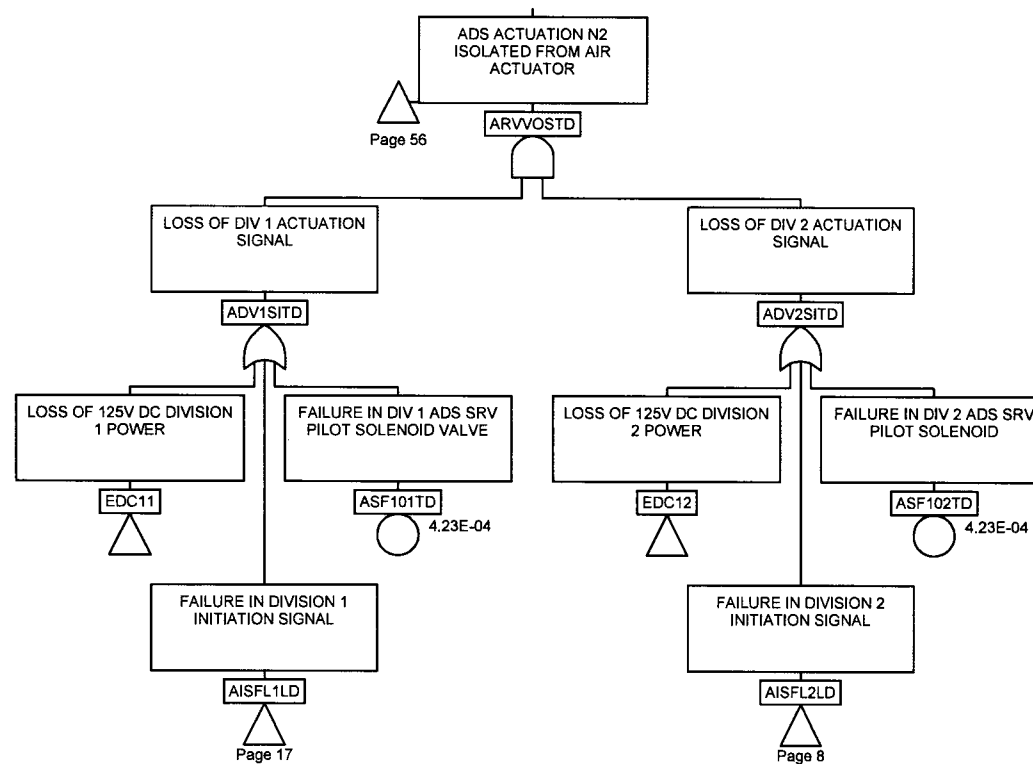 ADS ACTUATION N2
ISOLATED FROM AIR
ACTUATOR
Page 56
ARVVOSTD
LOSS OF DIV 1 ACTUATION
SIGNAL
LOSS OF DIV 2 ACTUATION
SIGNAL
ADV1SITD
ADV2SITD
LOSS OF 125V DC DIVISION
1 POWER
FAILURE IN DIV 1 ADS SRV
PILOT SOLENOID VALVE
LOSS OF 125V DC DIVISION
2 POWER
FAILURE IN DIV 2 ADS SRV
PILOT SOLENOID
EDC11
ASF101TD
4.23E-04
EDC12
ASF102TD
4.23E-04
FAILURE IN DIVISION 1
INITIATION SIGNAL
FAILURE IN DIVISION 2
INITIATION SIGNAL
AISFL1LD
AISFL2LD
Page 17
Page 8